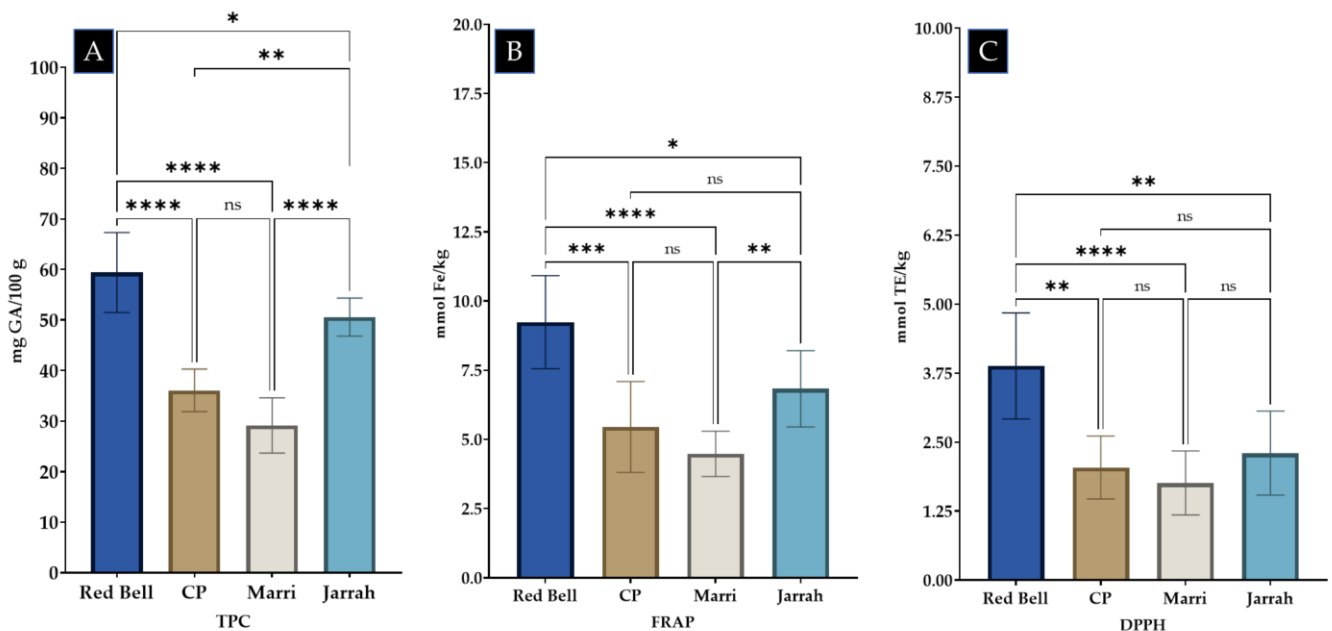 A
*
**
****
****
ns
****
100
90
80
70
60
50
40
30
20
10
0
mg GA/100 g
Red Bell CP Marri Jarrah
TPC
B
*
ns
****
***
ns
**
20.0
17.5
15.0
12.5
10.0
7.5
5.0
2.5
0.0
mmol Fe/kg
Red Bell CP Marri Jarrah
FRAP
C
**
ns
****
**
ns
ns
10.00
8.75
7.50
6.25
5.00
3.75
2.50
1.25
0.00
mmol TE/kg
Red Bell CP Marri Jarrah
DPPH